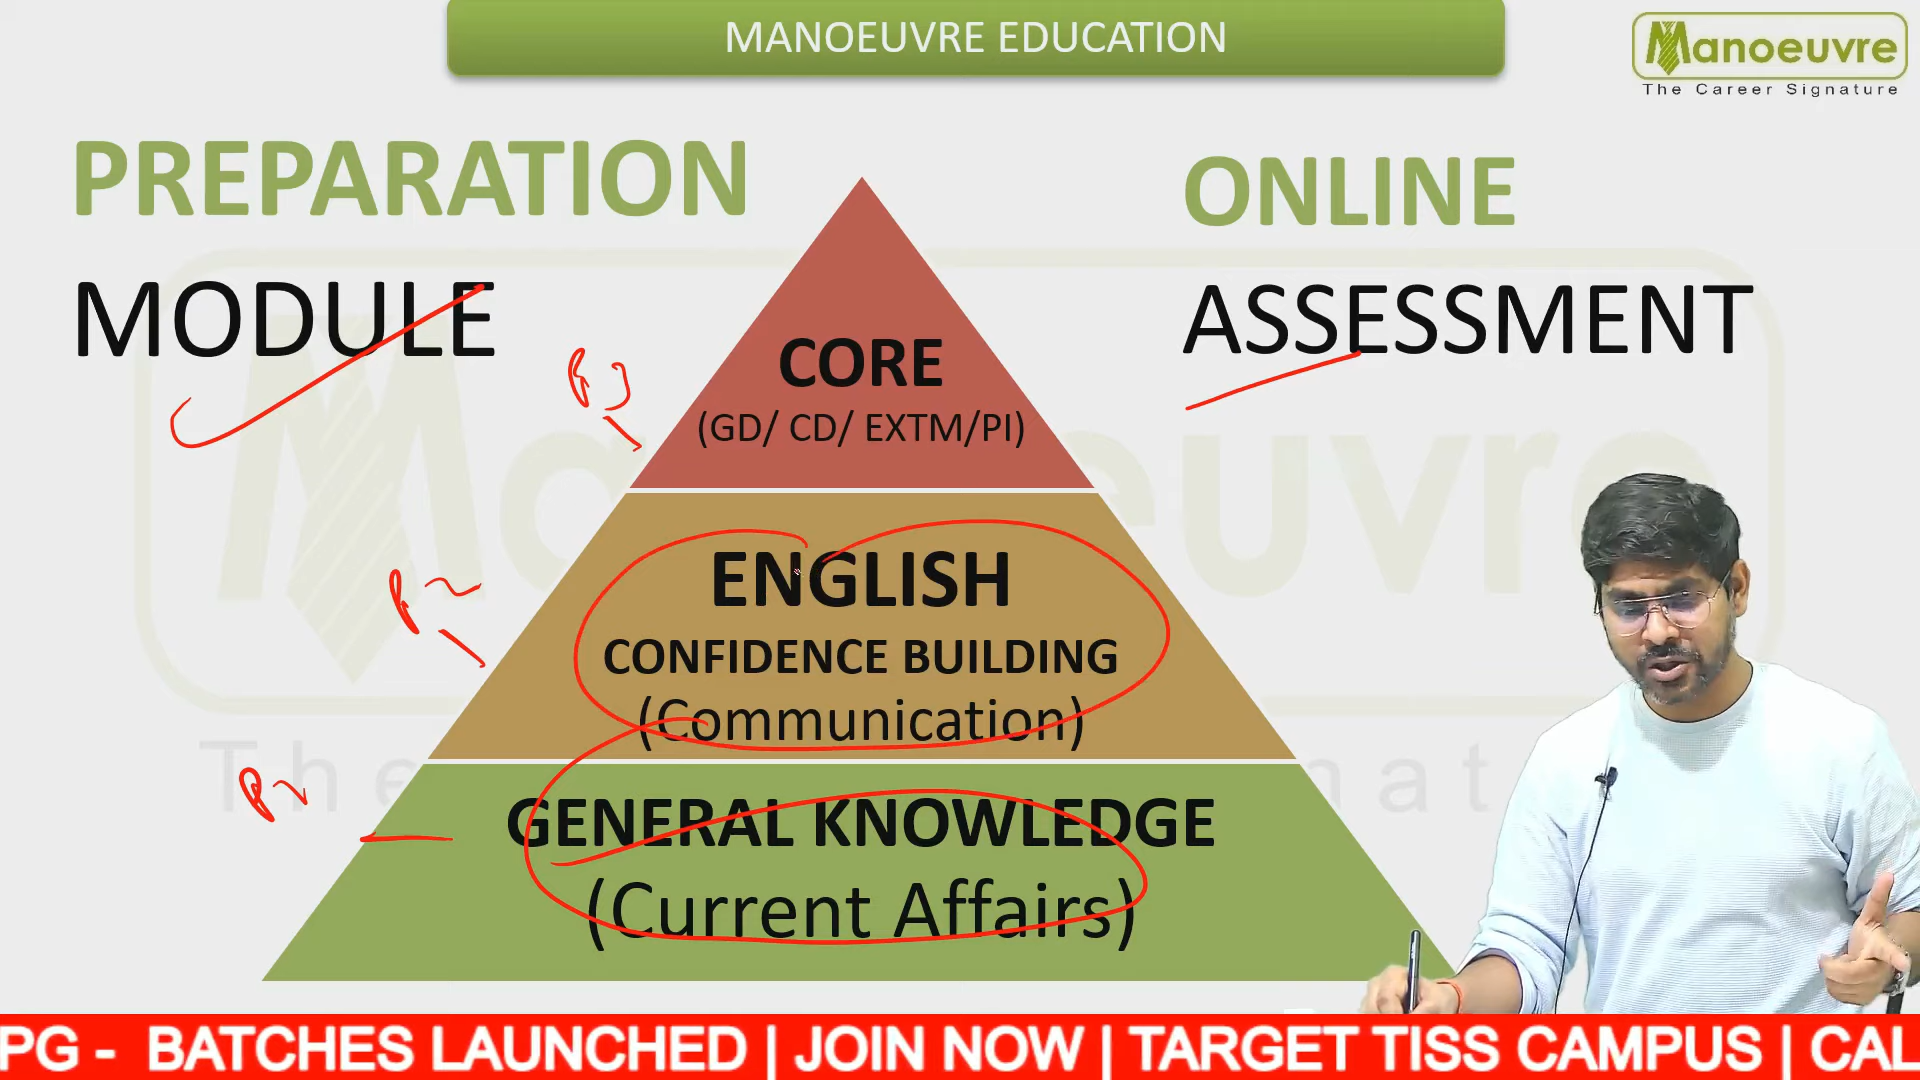 MANOEUVRE EDUCATION
Manoeuvre
The Career Signature
PREPARATION
MODULE
ONLINE
ASSESSMENT
CORE
(GD/ CD/ EXTM/PI)
ENGLISH
CONFIDENCE BUILDING
(Communication)
GENERAL KNOWLEDGE
(Current Affairs)
PG - BATCHES LAUNCHED | JOIN NOW | TARGET TISS CAMPUS | CAL